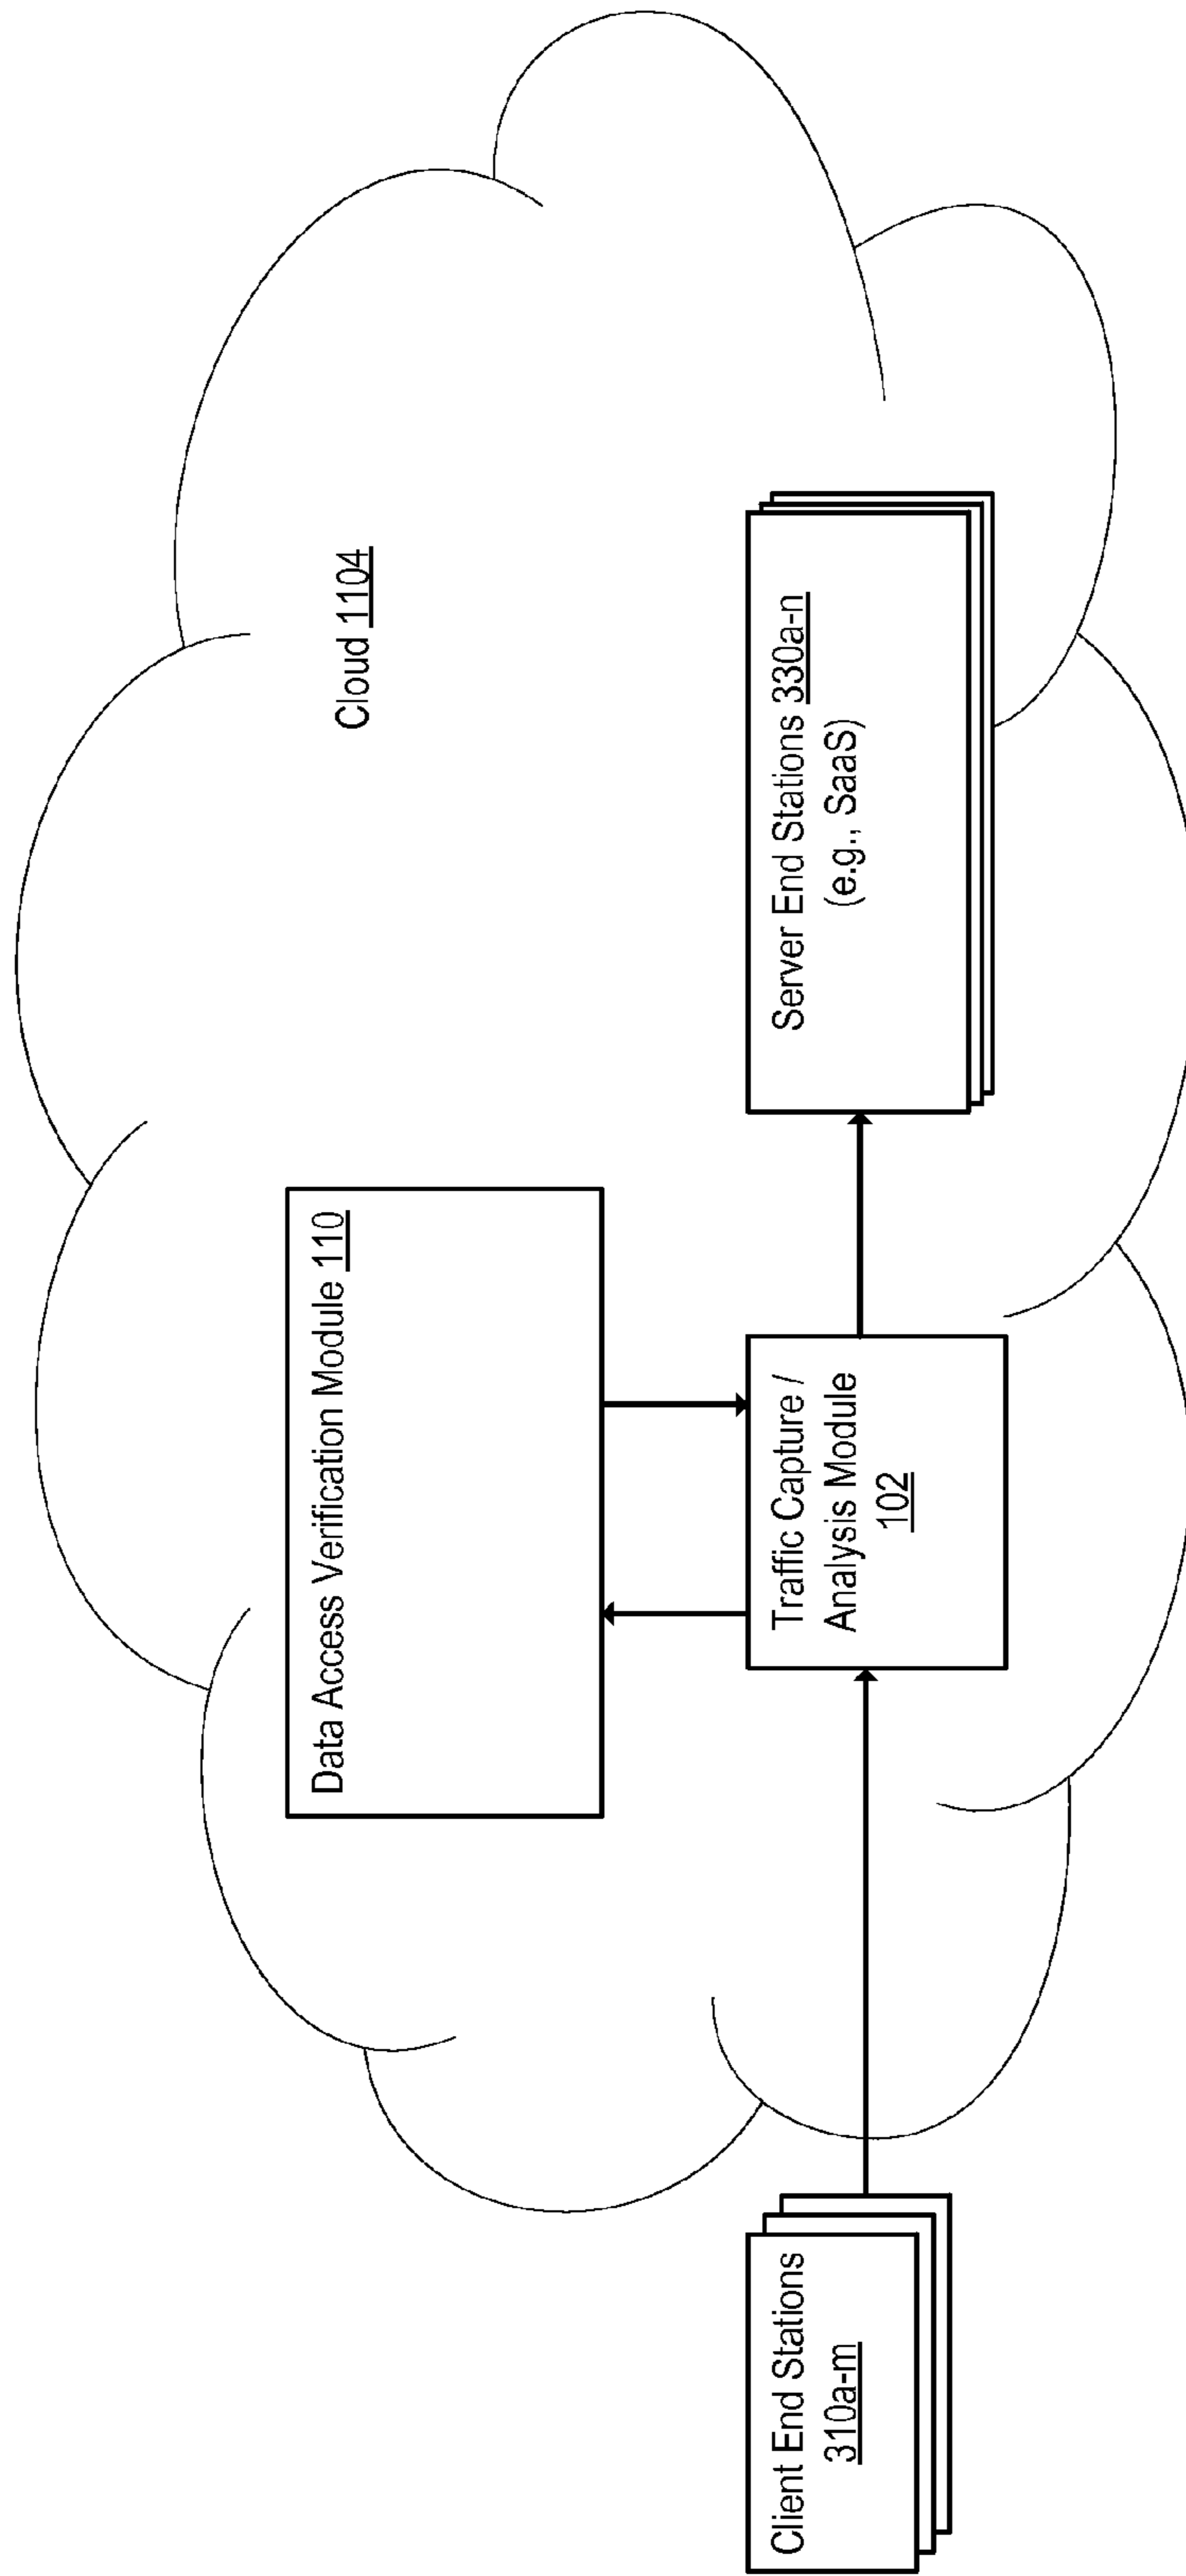 Cloud 1104
Data Access Verification Module 110
Client End Stations
310a-m
Traffic Capture /
Analysis Module
102
Server End Stations 330a-n
(e.g., SaaS)